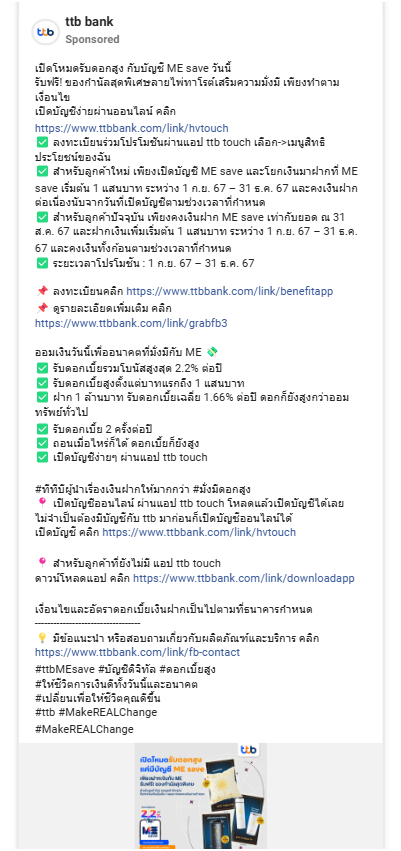 ttb bank
Sponsored
เปิดโหมดรับดอกสูง กับบัญชี ME save วันนี้
รับฟรี! ของกำนัลสุดพิเศษลายไพ่ทาโรต์เสริมความมั่งมี เพียงทำตาม
เงื่อนไข
เปิดบัญชีง่ายผ่านออนไลน์ คลิก
https://www.ttbbank.com/link/hvtouch
✅ ลงทะเบียนร่วมโปรโมชันผ่านแอป ttb touch เลือก->เมนูสิทธิ
ประโยชน์ของฉัน
✅ สำหรับลูกค้าใหม่ เพียงเปิดบัญชี ME save และโยกเงินมาฝากที่ ME
save เริ่มต้น 1 แสนบาท ระหว่าง 1 ก.ย. 67 – 31 ธ.ค. 67 และคงเงินฝาก
ต่อเนื่องนับจากวันที่เปิดบัญชีตามช่วงเวลาที่กำหนด
✅ สำหรับลูกค้าปัจจุบัน เพียงคงเงินฝาก ME save เท่ากับยอด ณ 31
ส.ค. 67 และฝากเงินเพิ่มเริ่มต้น 1 แสนบาท ระหว่าง 1 ก.ย. 67 – 31 ธ.ค.
67 และคงเงินทั้งก้อนตามช่วงเวลาที่กำหนด
✅ ระยะเวลาโปรโมชัน : 1 ก.ย. 67 – 31 ธ.ค. 67
📌 ลงทะเบียนคลิก https://www.ttbbank.com/link/benefitapp
📌 ดูรายละเอียดเพิ่มเติม คลิก
https://www.ttbbank.com/link/grabfb3
ออมเงินวันนี้เพื่ออนาคตที่มั่งมีกับ ME 💸
✅ รับดอกเบี้ยรวมโบนัสสูงสุด 2.2% ต่อปี
✅ รับดอกเบี้ยสูงตั้งแต่บาทแรกถึง 1 แสนบาท
✅ ฝาก 1 ล้านบาท รับดอกเบี้ยเฉลี่ย 1.66% ต่อปี ดอกก็ยังสูงกว่าออม
ทรัพย์ทั่วไป
✅ รับดอกเบี้ย 2 ครั้งต่อปี
✅ ถอนเมื่อไหร่ก็ได้ ดอกเบี้ยก็ยังสูง
✅ เปิดบัญชีง่ายๆ ผ่านแอป ttb touch
#ทีทีบีผู้นำเรื่องเงินฝากให้มากกว่า #มั่งมีดอกสูง
📍 เปิดบัญชีออนไลน์ ผ่านแอป ttb touch โหลดแล้วเปิดบัญชีได้เลย
ไม่จำเป็นต้องมีบัญชีกับ ttb มาก่อนก็เปิดบัญชีออนไลน์ได้
เปิดบัญชี คลิก https://www.ttbbank.com/link/hvtouch
📍 สำหรับลูกค้าที่ยังไม่มี แอป ttb touch
ดาวน์โหลดแอป คลิก https://www.ttbbank.com/link/downloadapp
เงื่อนไขและอัตราดอกเบี้ยเงินฝากเป็นไปตามที่ธนาคารกำหนด
----------------------------------
💡 มีข้อแนะนำ หรือสอบถามเกี่ยวกับผลิตภัณฑ์และบริการ คลิก
https://www.ttbbank.com/link/fb-contact
#ttbMEsave #บัญชีดิจิทัล #ดอกเบี้ยสูง
#ให้ชีวิตการเงินดีทั้งวันนี้และอนาคต
#เปลี่ยนเพื่อให้ชีวิตคุณดีขึ้น
#ttb #MakeREALChange
#MakeREALChange
ttb
เปิดโหมดรับดอกสูง
แค่มีบัญชี ME save
เพียงฝากเงินกับ ME
รับฟรี! ของกำนัลสุดพิเศษ
2.2%
ME